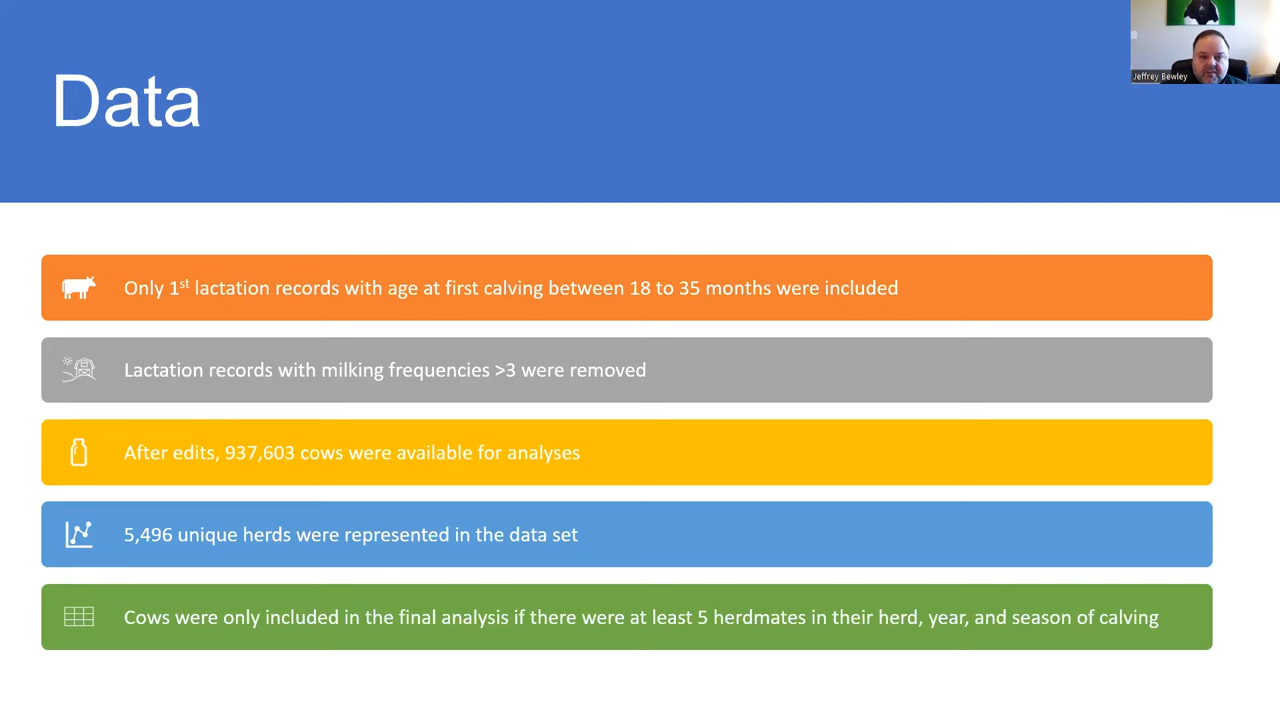 Jeffrey Bewley
Data
Only 1st lactation records with age at first calving between 18 to 35 months were included
Lactation records with milking frequencies >3 were removed
After edits, 937,603 cows were available for analyses
5,496 unique herds were represented in the data set
Cows were only included in the final analysis if there were at least 5 herdmates in their herd, year, and season of calving